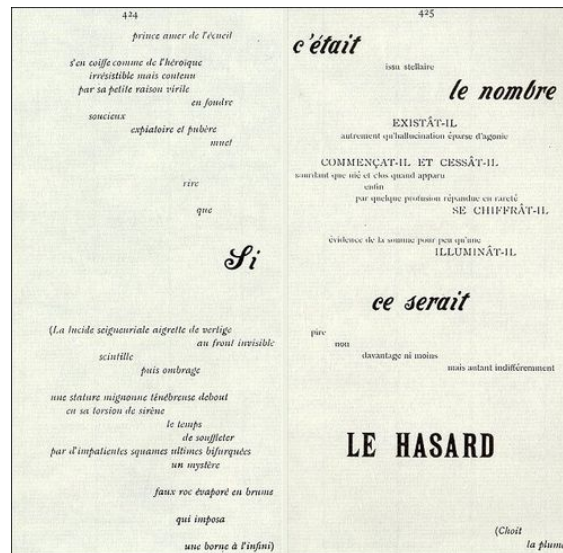 424
prince amer de l'écueil
s'en coiffe comme de l'héroïque
irrésistible mais contenu
par sa petite raison virile
en foudre
soucieux
expiatoire et pubère
muet
rire
que
Si
(La lucide seigneuriale aigrette de vertige
au front invisible
scintille
puis ombrage
une stature mignonne ténébreuse debout
en sa torsion de sirène
le temps
de souffleter
par d'impatientes squames ultimes bifurquées
un mystère
faux roc évaporé en brume
qui imposa
une borne à l'infini)
425
c'était
issu stellaire
le nombre
EXISTÂT-IL
autrement qu'hallucination éparse d'agonie
COMMENÇAT-IL ET CESSÂT-IL
sourdant que nié et clos quand apparu
enfin
par quelque profusion répandue en rareté
SE CHIFFRÂT-IL
évidence de la somme pour peu qu'une
ILLUMINÂT-IL
ce serait
pire
non
davantage ni moins
mais autant indifféremment
LE HASARD
(Choit
la plume